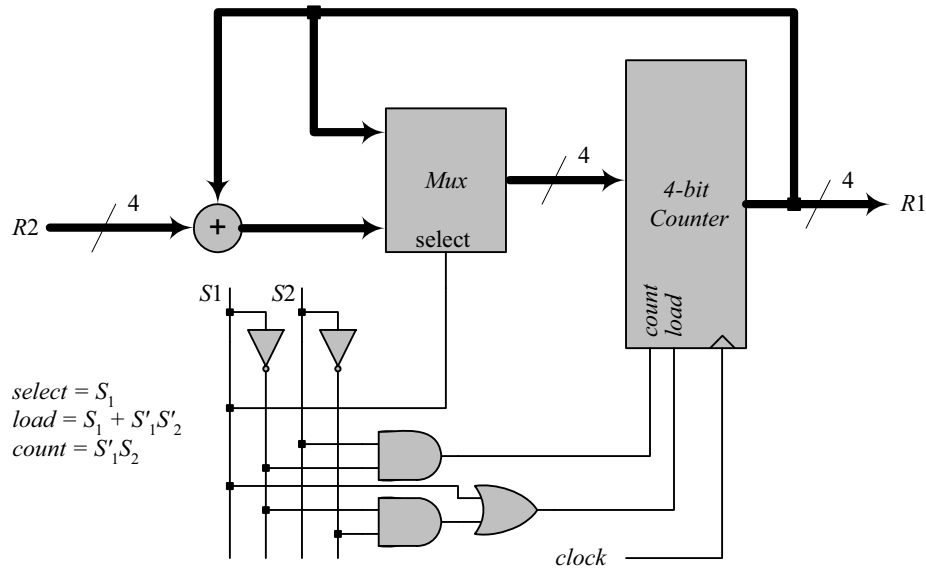 4
4
Mux
4-bit
Counter
R2
4
+
R1
select
S1
S2
count
load
select = S₁
load = S₁ + S′₁S′₂
count = S′₁S₂
clock